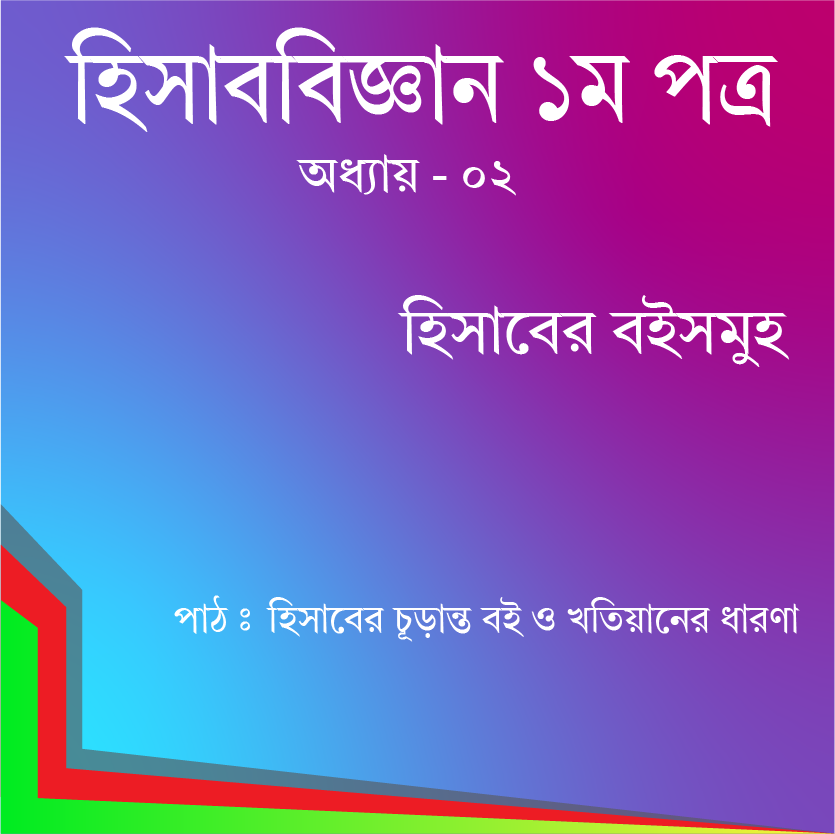 হিসাববিজ্ঞান ১ম পত্র
অধ্যায় - ০২
হিসাবের বইসমুহ
পাঠ ঃ হিসাবের চূড়ান্ত বই ও খতিয়ানের ধারণা